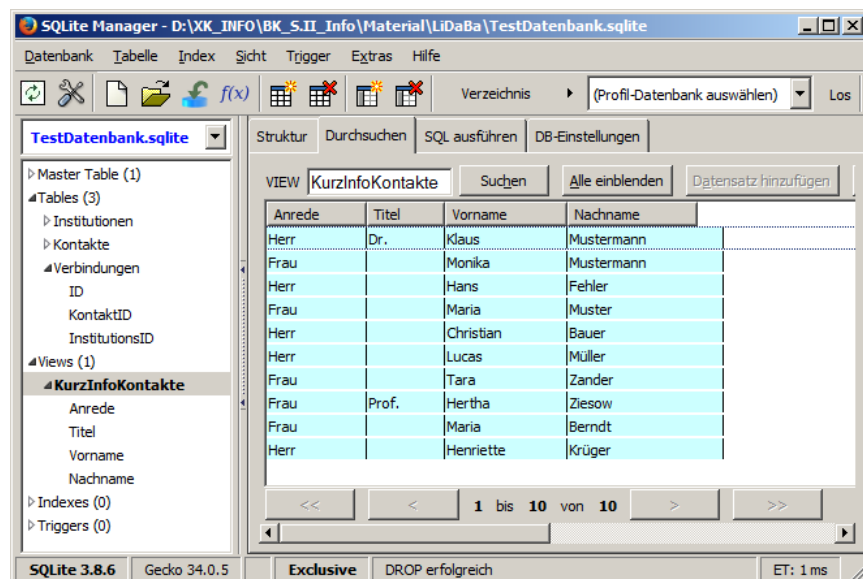 SQLite Manager - D:\XK_INFO\BK_S.II_Info\Material\LiDaBa\TestDatenbank.sqlite
Datenbank Tabelle Index Sicht Trigger Extras Hilfe
f(x) Verzeichnis (Profil-Datenbank auswählen) Los
TestDatenbank.sqlite
Master Table (1)
Tables (3)
Institutionen
Kontakte
Verbindungen
ID
KontaktID
InstitutionsID
Views (1)
KurzInfoKontakte
Anrede
Titel
Vorname
Nachname
Indexes (0)
Triggers (0)
Struktur Durchsuchen SQL ausführen DB-Einstellungen
VIEW KurzInfoKontakte Suchen Alle einblenden Datensatz hinzufügen
Anrede Titel Vorname Nachname
Herr Dr. Klaus Mustermann
Frau Monika Mustermann
Herr Hans Fehler
Frau Maria Muster
Herr Christian Bauer
Herr Lucas Müller
Frau Tara Zander
Frau Prof. Hertha Ziesow
Frau Maria Berndt
Herr Henriette Krüger
<< < 1 bis 10 von 10 > >>
SQLite 3.8.6 Gecko 34.0.5 Exclusive DROP erfolgreich ET: 1 ms